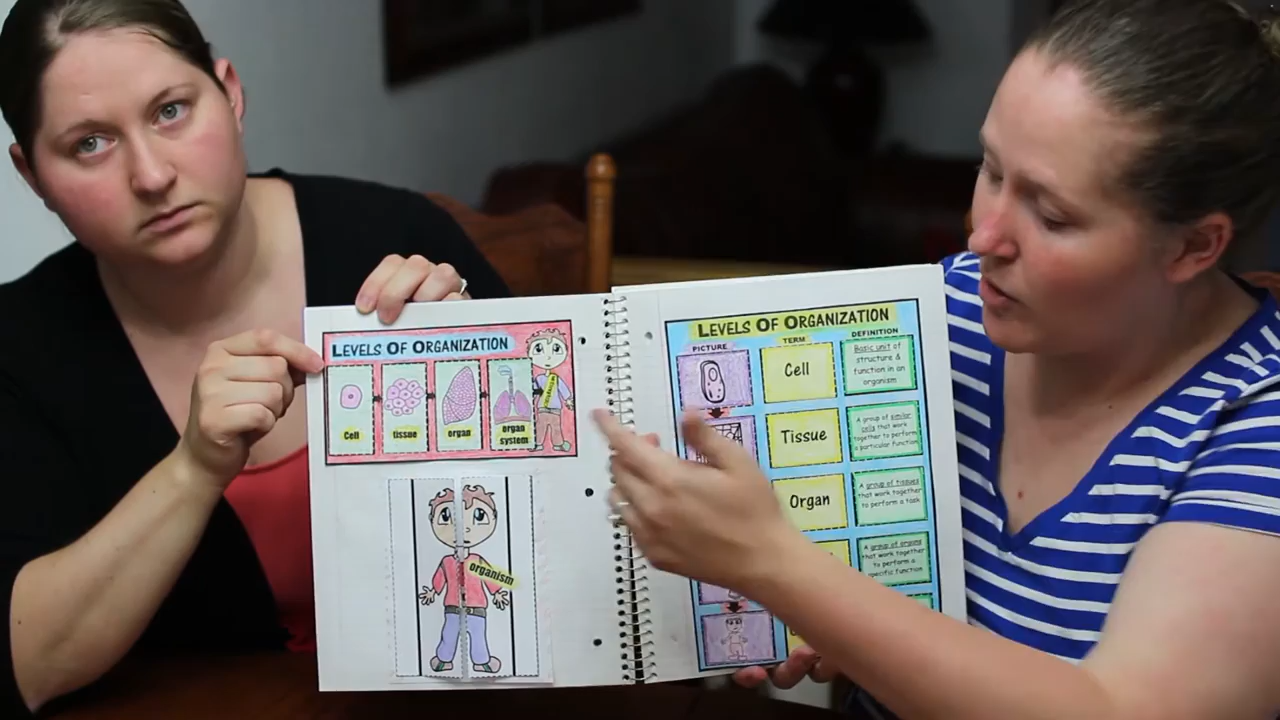 LEVELS OF ORGANIZATION
Cell
tissue
organ
organ
system
organism
LEVELS OF ORGANIZATION
PICTURE
TERM
DEFINITION
Cell
Basic unit of
structure &
function in an
organism
Tissue
A group of similar
cells that work
together to perform
a particular function
Organ
A group of tissues
that work together
to perform a task
A group of organs
that work together
to perform a
specific function